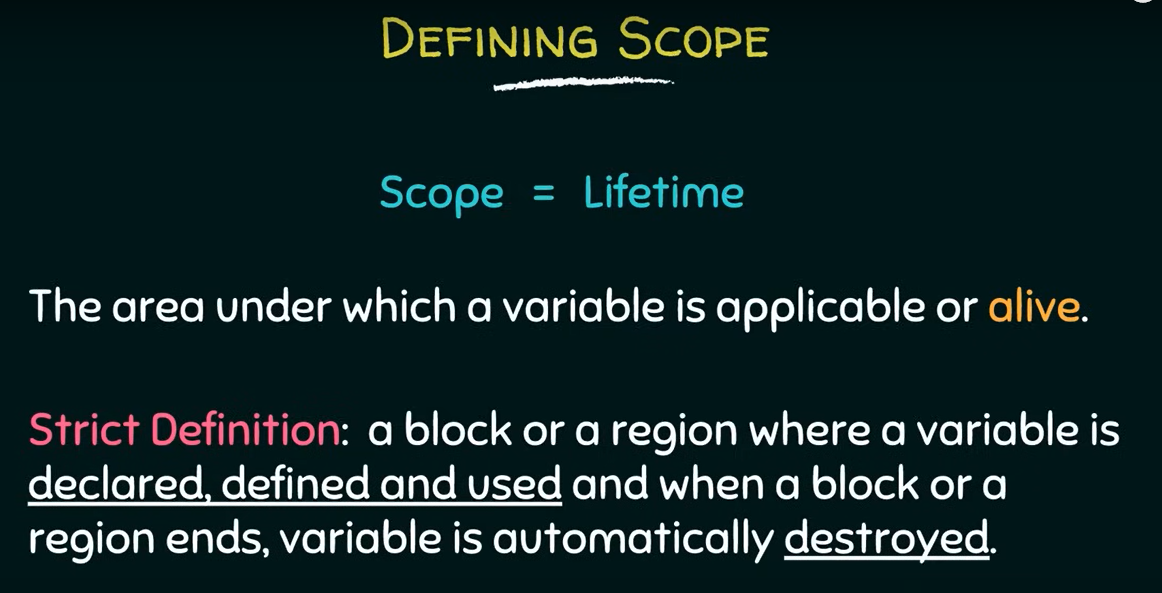 DEFINING SCOPE
Scope = Lifetime
The area under which a variable is applicable or alive.
Strict Definition: a block or a region where a variable is
declared, defined and used and when a block or a
region ends, variable is automatically destroyed.